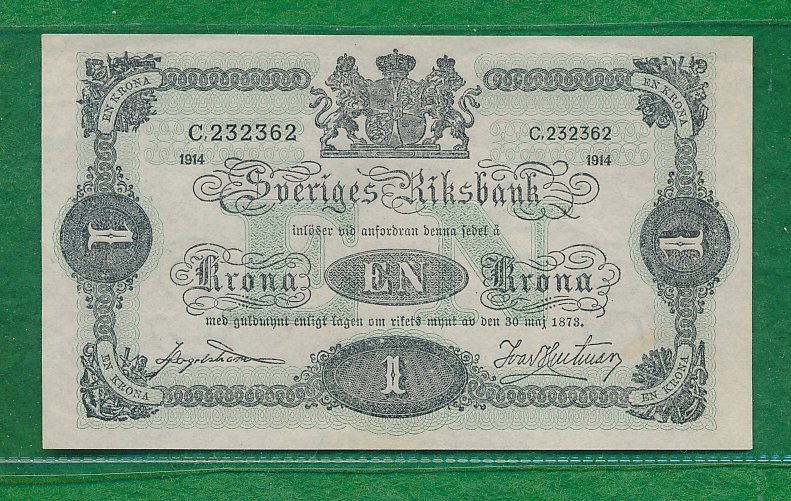 EN KRONA
EN KRONA
C,232362
C,232362
1914
1914
Sveriges Riksbank
inlöser vid anfordran denna sedel å
1
1
Krona EN Krona
med guldmynt enligt lagen om rikets mynt av den 30 maj 1873.
EN KRONA
1
EN KRONA